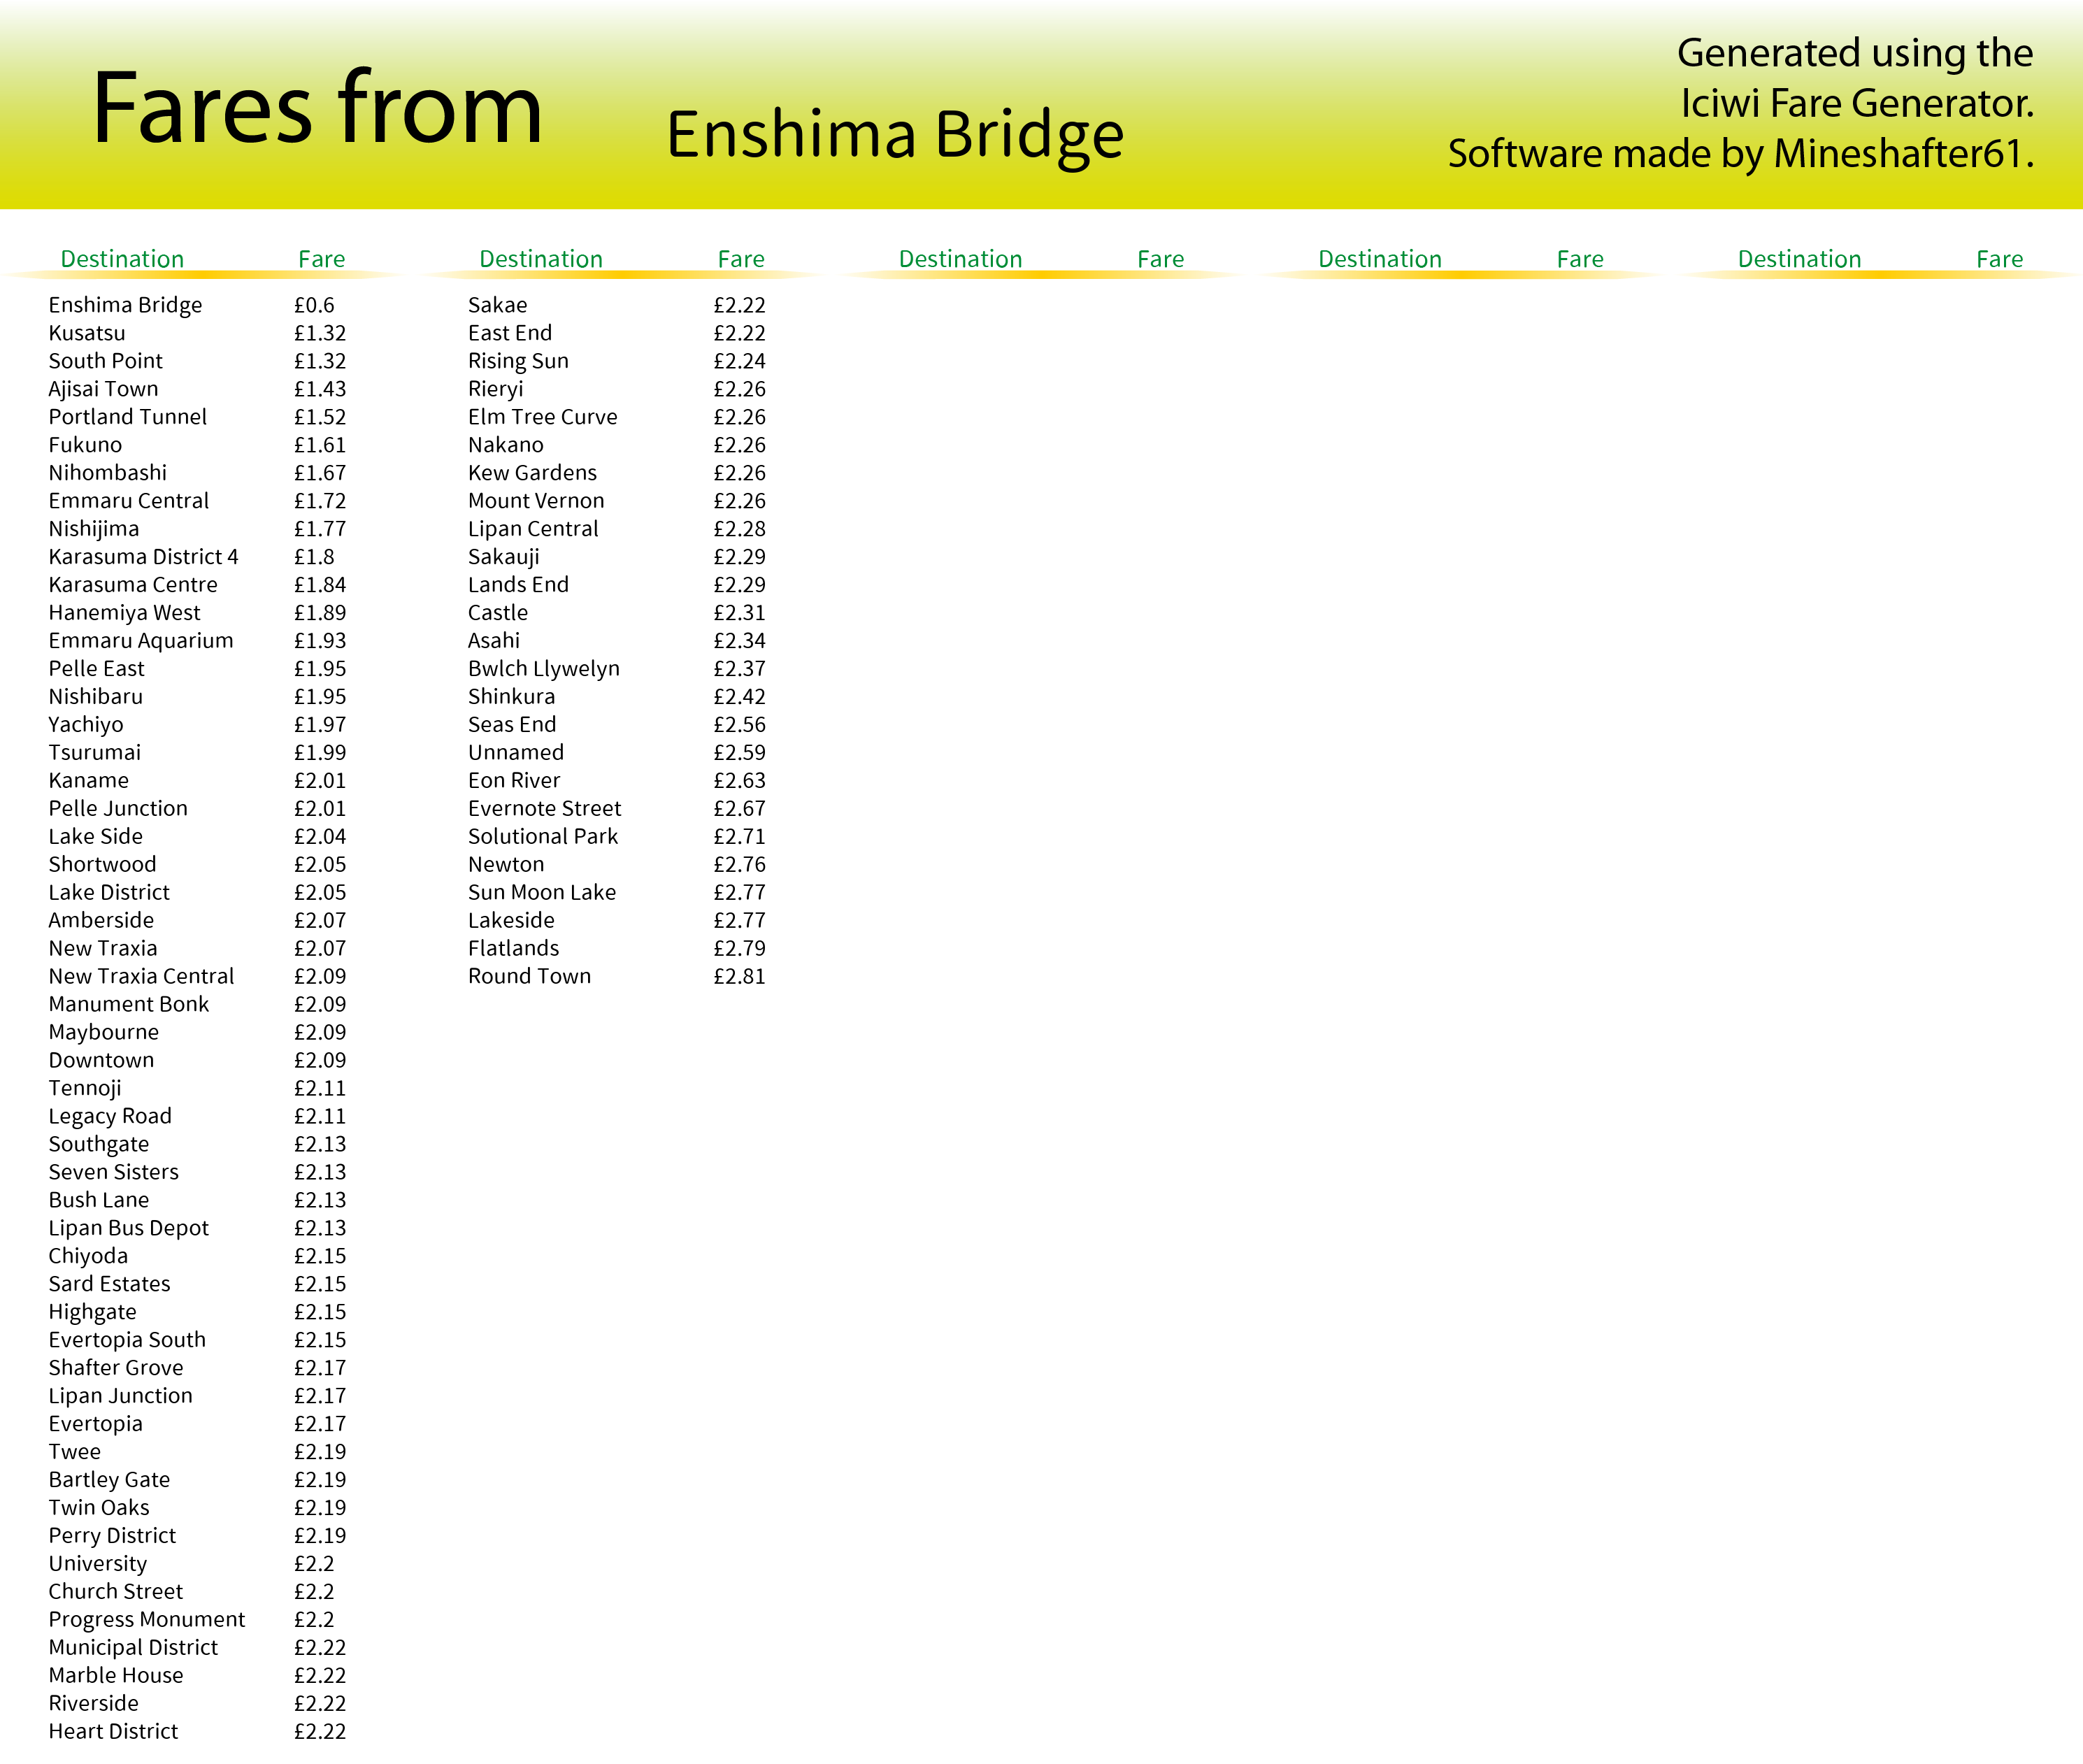 Fares from Enshima Bridge
Generated using the
Iciwi Fare Generator.
Software made by Mineshafter61.
Destination Fare
Enshima Bridge £0.6
Kusatsu £1.32
South Point £1.32
Ajisai Town £1.43
Portland Tunnel £1.52
Fukuno £1.61
Nihombashi £1.67
Emmaru Central £1.72
Nishijima £1.77
Karasuma District 4 £1.8
Karasuma Centre £1.84
Hanemiya West £1.89
Emmaru Aquarium £1.93
Pelle East £1.95
Nishibaru £1.95
Yachiyo £1.97
Tsurumai £1.99
Kaname £2.01
Pelle Junction £2.01
Lake Side £2.04
Shortwood £2.05
Lake District £2.05
Amberside £2.07
New Traxia £2.07
New Traxia Central £2.09
Manument Bonk £2.09
Maybourne £2.09
Downtown £2.09
Tennoji £2.11
Legacy Road £2.11
Southgate £2.13
Seven Sisters £2.13
Bush Lane £2.13
Lipan Bus Depot £2.13
Chiyoda £2.15
Sard Estates £2.15
Highgate £2.15
Evertopia South £2.15
Shafter Grove £2.17
Lipan Junction £2.17
Evertopia £2.17
Twee £2.19
Bartley Gate £2.19
Twin Oaks £2.19
Perry District £2.19
University £2.2
Church Street £2.2
Progress Monument £2.2
Municipal District £2.22
Marble House £2.22
Riverside £2.22
Heart District £2.22
Destination Fare
Sakae £2.22
East End £2.22
Rising Sun £2.24
Rieryi £2.26
Elm Tree Curve £2.26
Nakano £2.26
Kew Gardens £2.26
Mount Vernon £2.26
Lipan Central £2.28
Sakauji £2.29
Lands End £2.29
Castle £2.31
Asahi £2.34
Bwlch Llywelyn £2.37
Shinkura £2.42
Seas End £2.56
Unnamed £2.59
Eon River £2.63
Evernote Street £2.67
Solutional Park £2.71
Newton £2.76
Sun Moon Lake £2.77
Lakeside £2.77
Flatlands £2.79
Round Town £2.81
Destination Fare
Destination Fare
Destination Fare